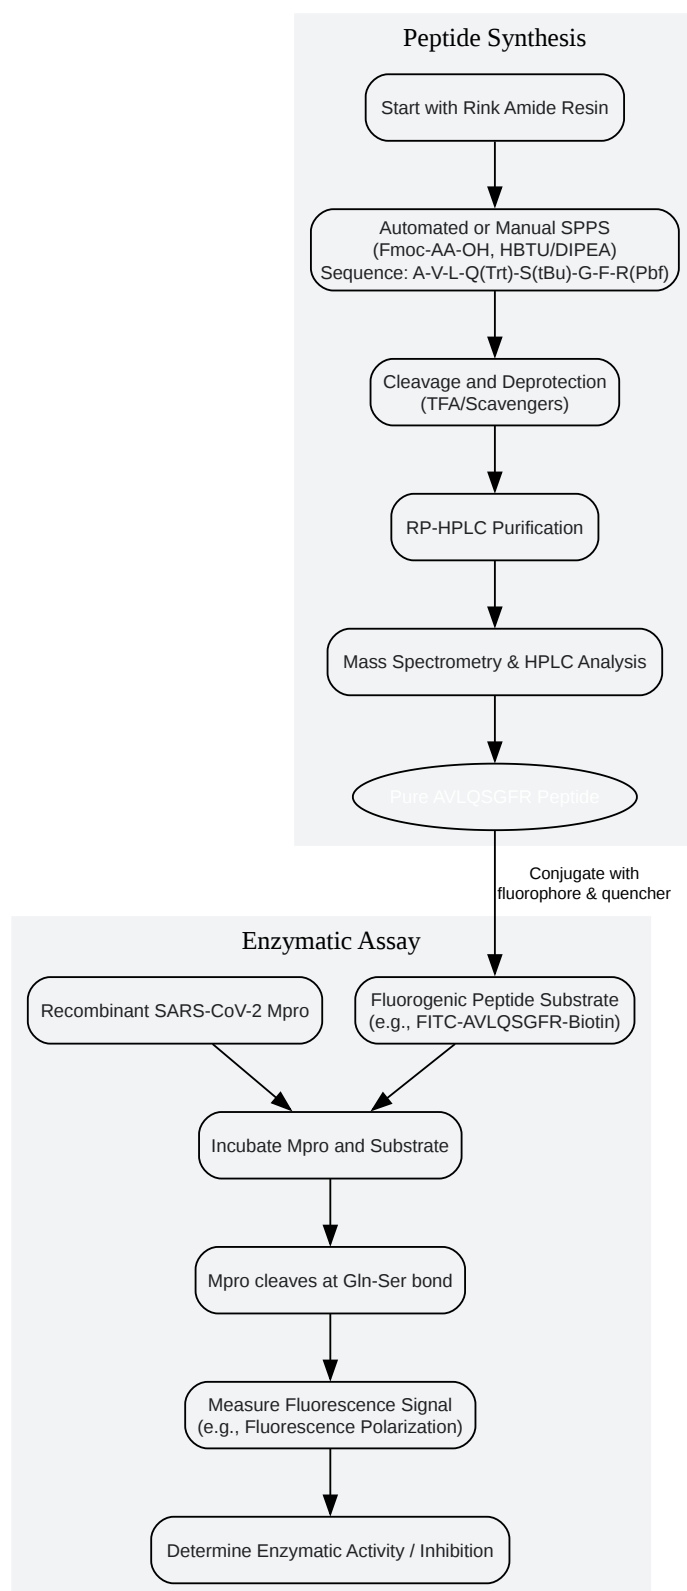 Peptide Synthesis
Start with Rink Amide Resin
Automated or Manual SPPS
(Fmoc-AA-OH, HBTU/DIPEA)
Sequence: A-V-L-Q(Trt)-S(tBu)-G-F-R(Pbf)
Cleavage and Deprotection
(TFA/Scavengers)
RP-HPLC Purification
Mass Spectrometry & HPLC Analysis
Pure AVLQSGFR Peptide
Conjugate with
fluorophore & quencher
Enzymatic Assay
Recombinant SARS-CoV-2 Mpro
Fluorogenic Peptide Substrate
(e.g., FITC-AVLQSGFR-Biotin)
Incubate Mpro and Substrate
Mpro cleaves at Gln-Ser bond
Measure Fluorescence Signal
(e.g., Fluorescence Polarization)
Determine Enzymatic Activity / Inhibition